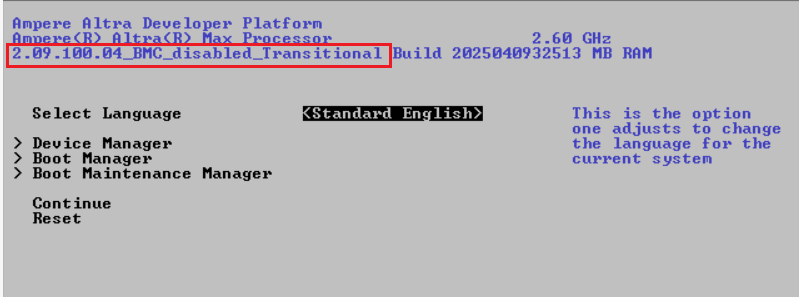 Ampere Altra Developer Platform
Ampere(R) Altra(R) Max Processor 2.60 GHz
2.09.100.04_BMC_disabled_Transitional Build 2025040932513 MB RAM
Select Language <Standard English> This is the option
one adjusts to change
> Device Manager the language for the
> Boot Manager current system
> Boot Maintenance Manager
Continue
Reset